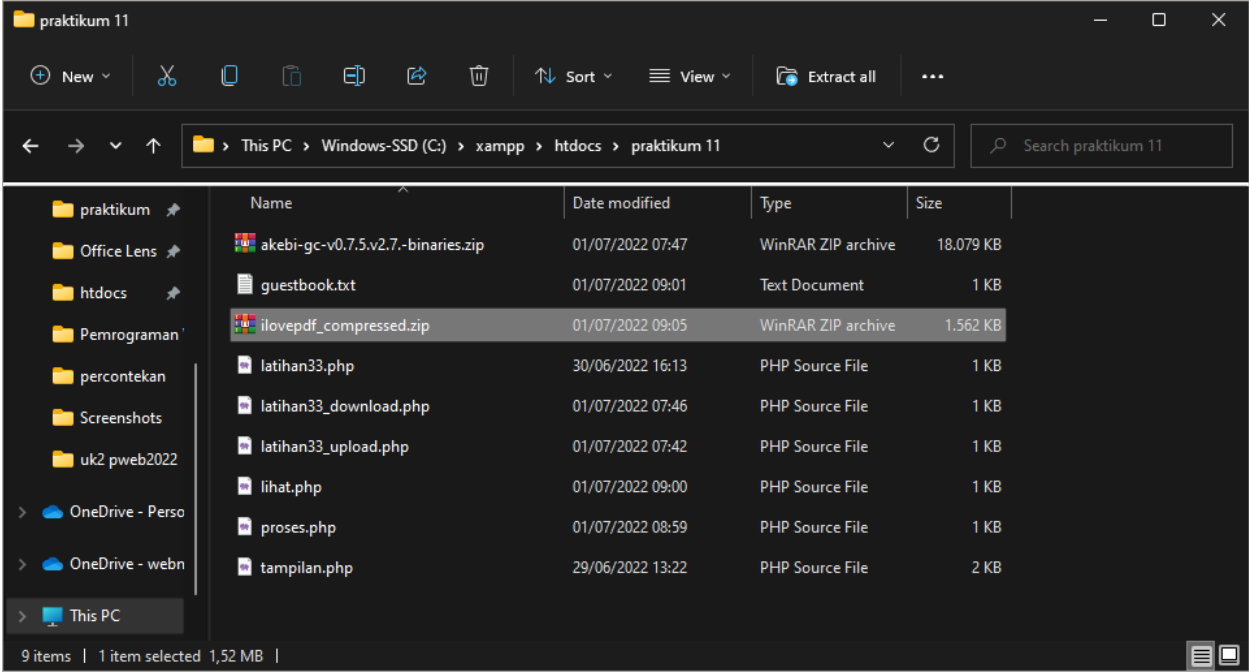 praktikum 11
New Sort View Extract all
This PC > Windows-SSD (C:) > xampp > htdocs > praktikum 11 Search praktikum 11
praktikum
Office Lens
htdocs
Pemrograman
percontekan
Screenshots
uk2 pweb2022
OneDrive - Perso
OneDrive - webn
This PC
Name Date modified Type Size
akebi-gc-v0.7.5.v2.7.-binaries.zip 01/07/2022 07:47 WinRAR ZIP archive 18.079 KB
guestbook.txt 01/07/2022 09:01 Text Document 1 KB
ilovepdf_compressed.zip 01/07/2022 09:05 WinRAR ZIP archive 1.562 KB
latihan33.php 30/06/2022 16:13 PHP Source File 1 KB
latihan33_download.php 01/07/2022 07:46 PHP Source File 1 KB
latihan33_upload.php 01/07/2022 07:42 PHP Source File 1 KB
lihat.php 01/07/2022 09:00 PHP Source File 1 KB
proses.php 01/07/2022 08:59 PHP Source File 1 KB
tampilan.php 29/06/2022 13:22 PHP Source File 2 KB
9 items | 1 item selected 1,52 MB |